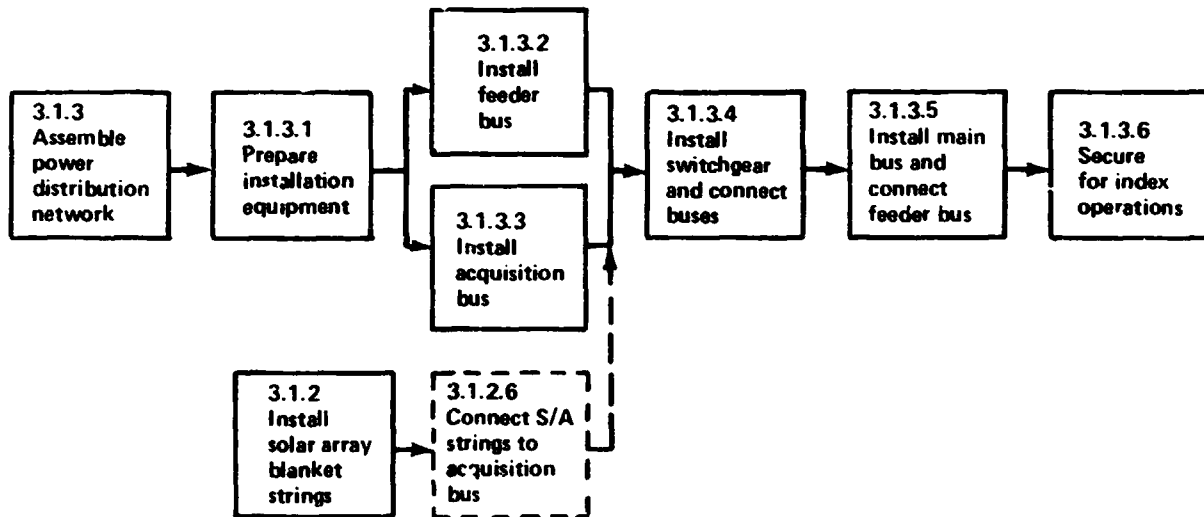 3.1.3
Assemble
power
distribution
network
3.1.3.1
Prepare
installation
equipment
3.1.3.2
Install
feeder
bus
3.1.3.3
Install
acquisition
bus
3.1.3.4
Install
switchgear
and connect
buses
3.1.3.5
Install main
bus and
connect
feeder bus
3.1.3.6
Secure
for index
operations
3.1.2
Install
solar array
blanket
strings
3.1.2.6
Connect S/A
strings to
acquisition
bus